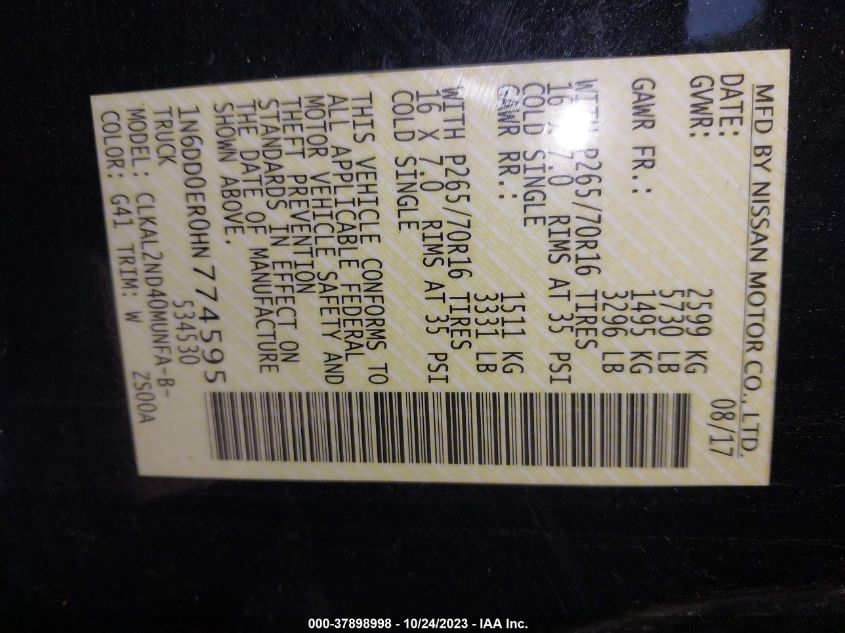 MFD BY NISSAN MOTOR CO., LTD.
DATE: 08/17
GVWR: 2599 KG
5730 LB
GAWR FR.: 1495 KG
3296 LB
WITH P265/70R16 TIRES
16 X 7.0 RIMS AT 35 PSI
COLD SINGLE
GAWR RR.: 1511 KG
3331 LB
WITH P265/70R16 TIRES
16 X 7.0 RIMS AT 35 PSI
COLD SINGLE
THIS VEHICLE CONFORMS TO
ALL APPLICABLE FEDERAL
MOTOR VEHICLE SAFETY AND
THEFT PREVENTION
STANDARDS IN EFFECT ON
THE DATE OF MANUFACTURE
SHOWN ABOVE.
1N6DD0ER0HN774595
TRUCK 534530
MODEL: CLKAL2ND40MUNFA-B-
COLOR: G41 TRIM: W ZS00A
000-37898998 - 10/24/2023 - IAA Inc.